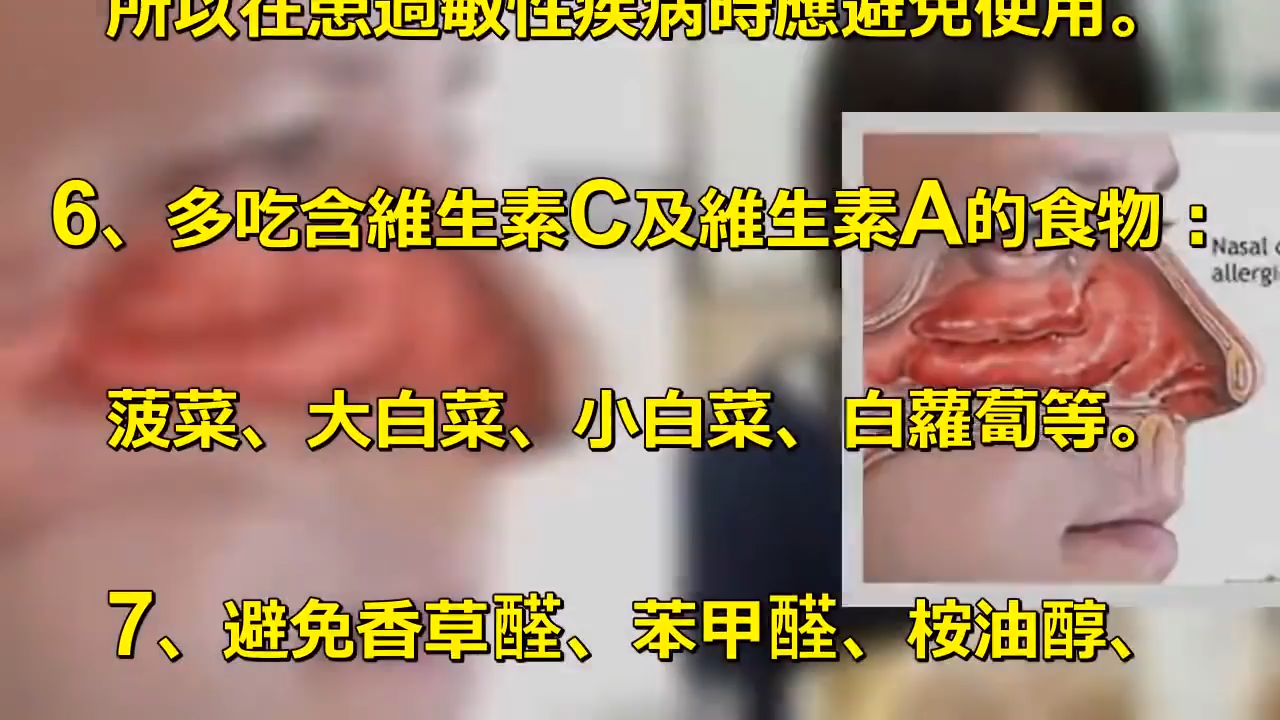 所以在患過敏性疾病時應避免使用。
6、多吃含維生素C及維生素A的食物：
Nasal
allergi
菠菜、大白菜、小白菜、白蘿蔔等。
7、避免香草醛、苯甲醛、桉油醇、